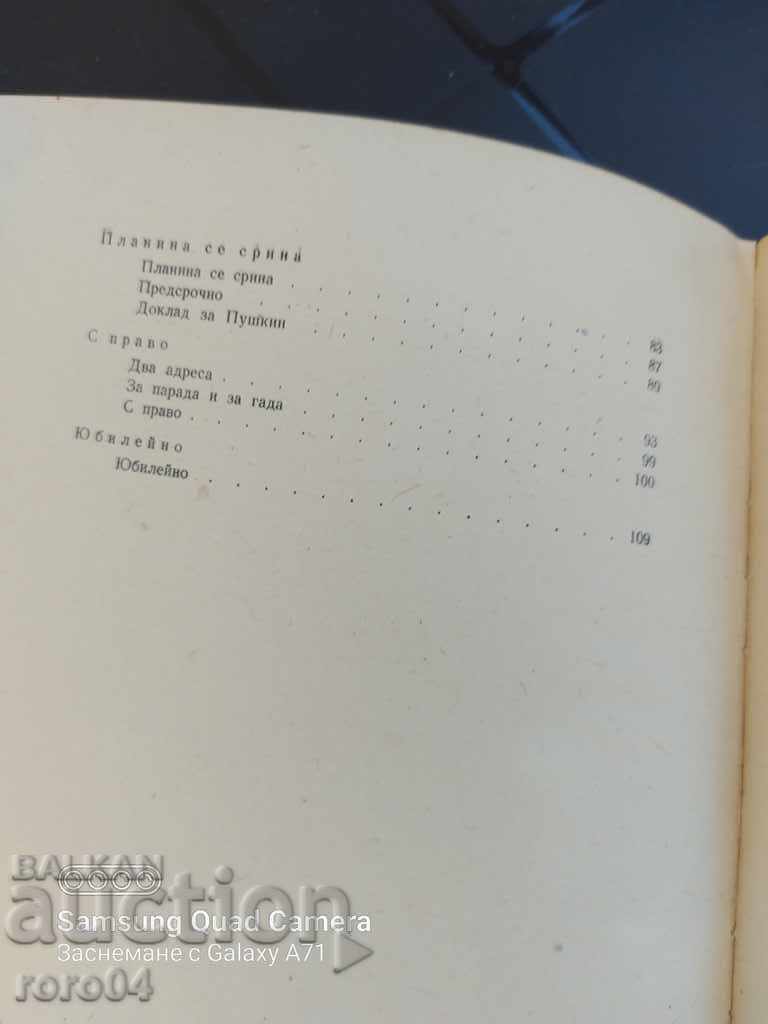 Планина се срина
Планина се срина . . . . . . . . . . . . 83
Предсрочно . . . . . . . . . . . . . 87
Доклад за Пушкин . . . . . . . . . . . 89
С право
Два адреса . . . . . . . . . . . . . . 93
За парада и за гада . . . . . . . . . . . 99
С право . . . . . . . . . . . . . . . 100
Юбилейно
Юбилейно . . . . . . . . . . . . . . 109
BALKAN
auction
Samsung Quad Camera
Заснемане с Galaxy A71
roro04